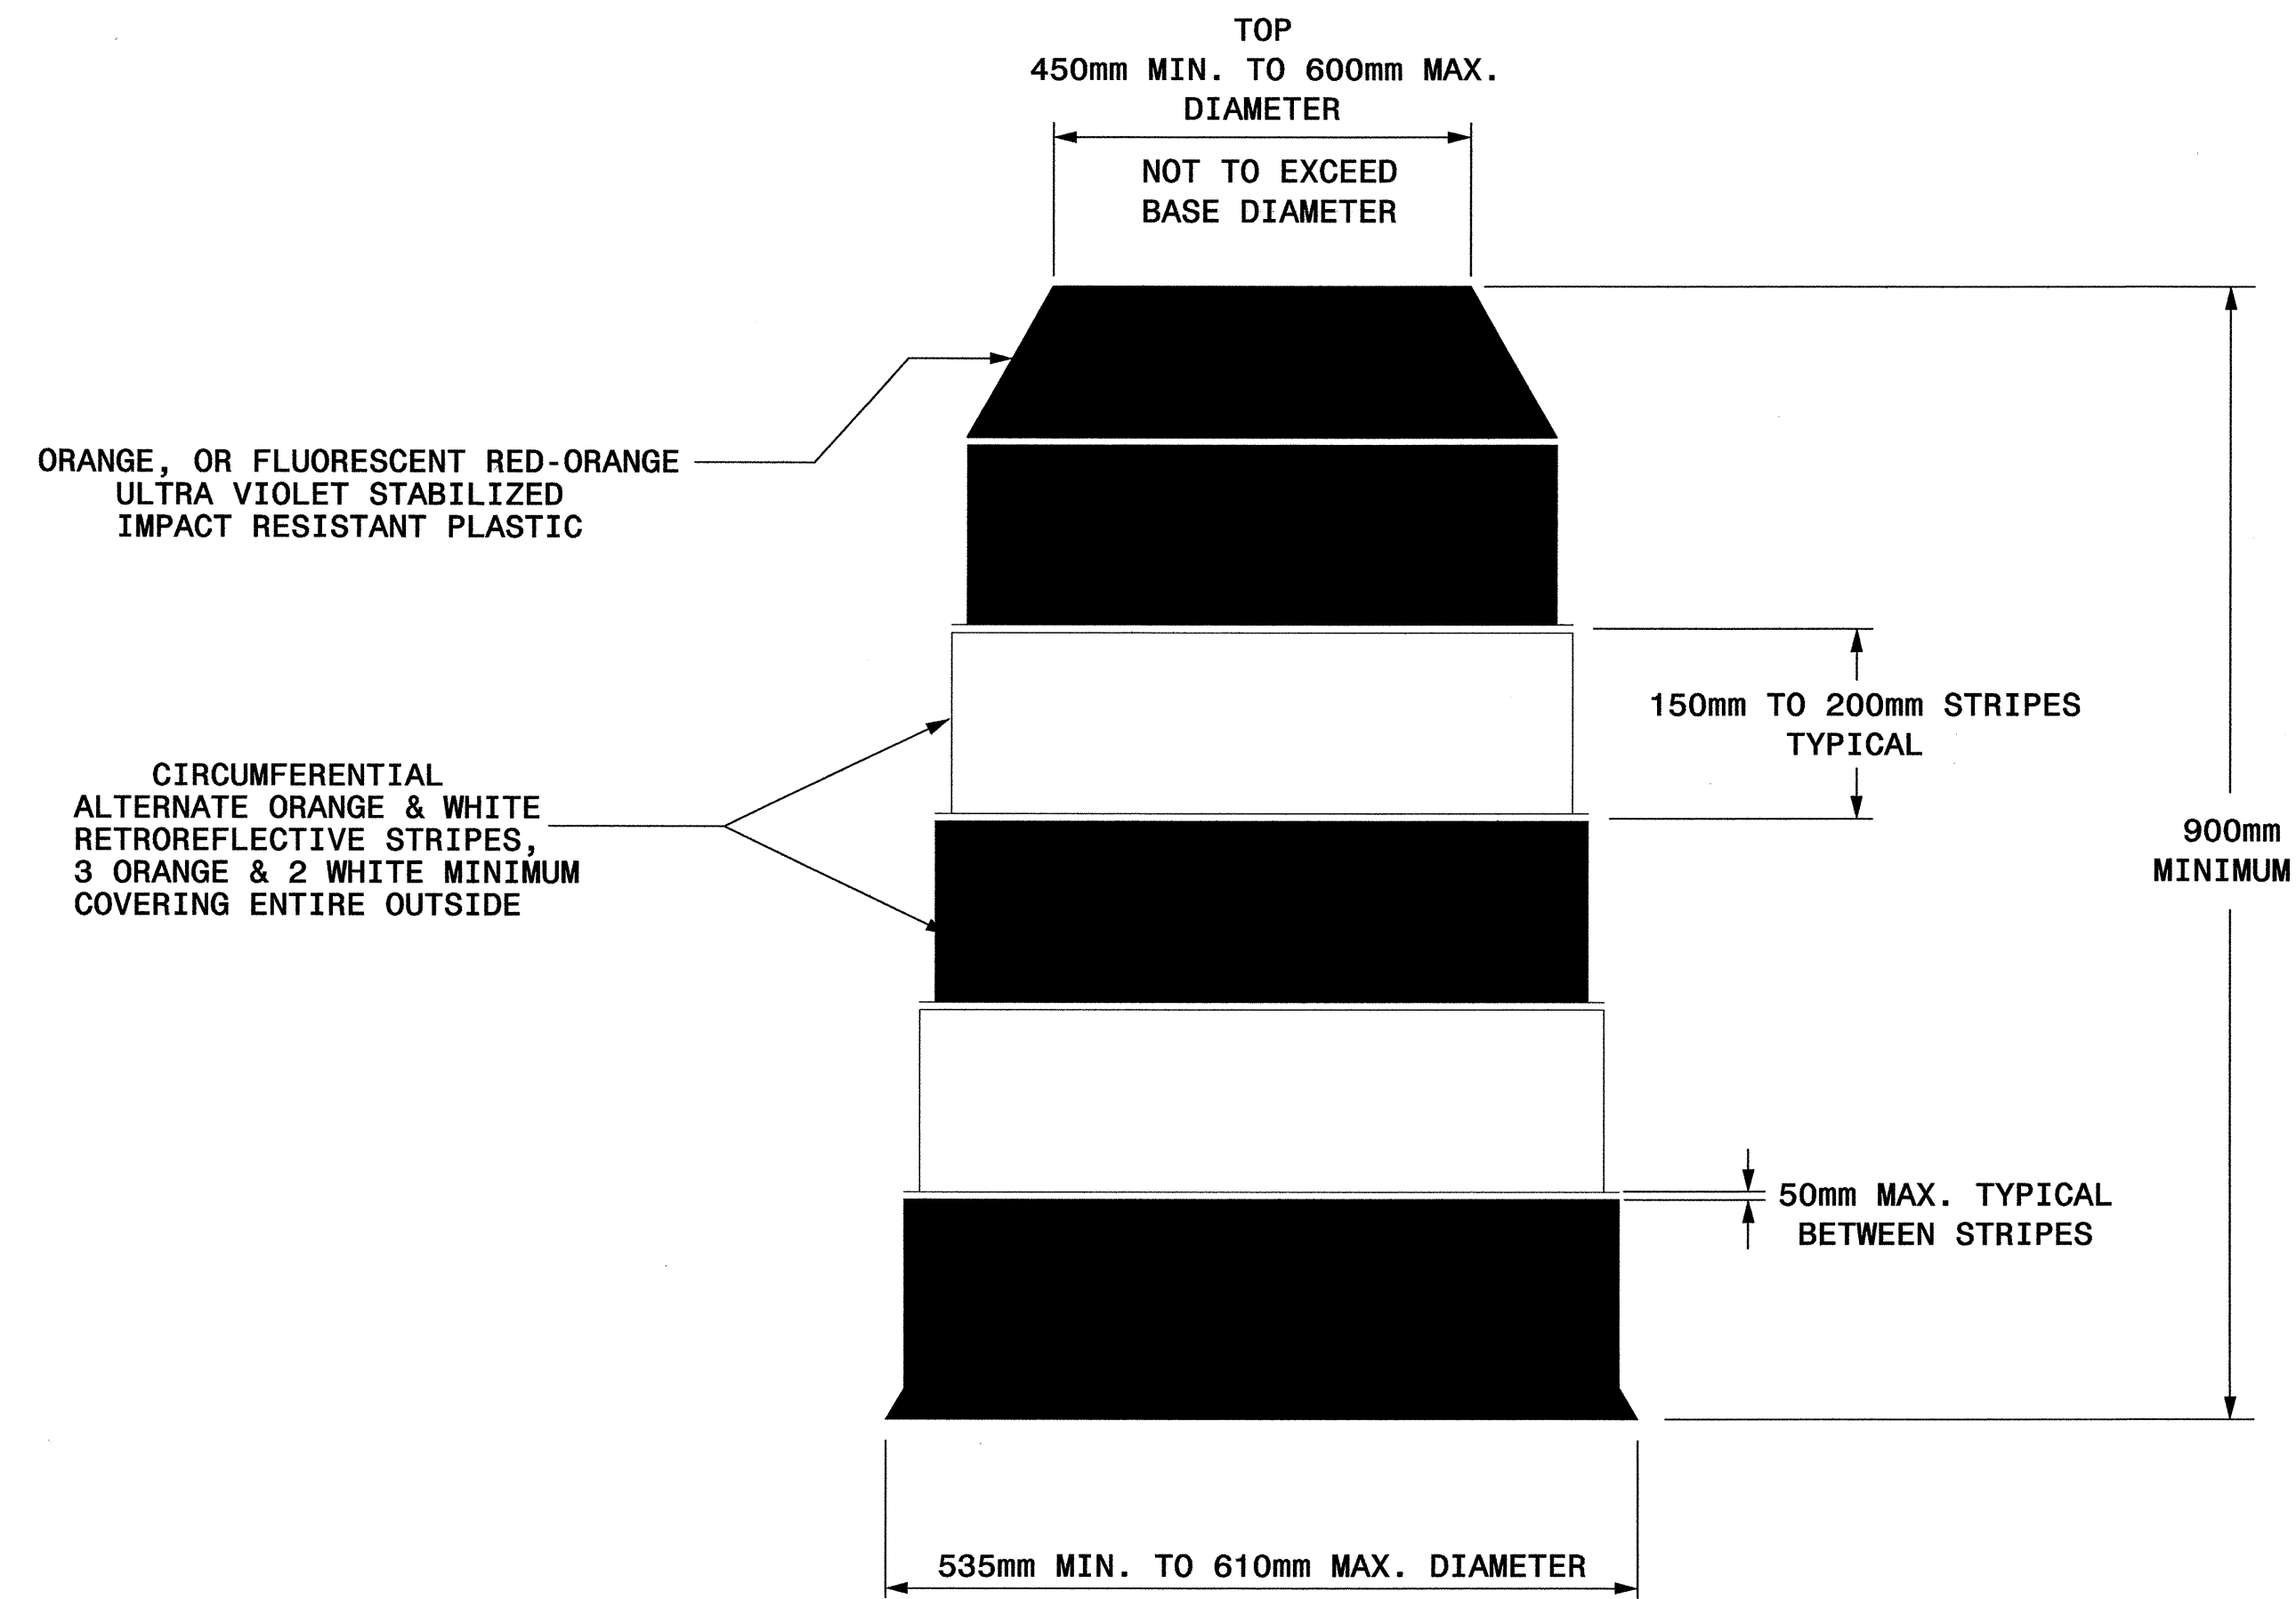 TOP
450mm MIN. TO 600mm MAX.
DIAMETER
NOT TO EXCEED
BASE DIAMETER
ORANGE, OR FLUORESCENT RED-ORANGE
ULTRA VIOLET STABILIZED
IMPACT RESISTANT PLASTIC
150mm TO 200mm STRIPES
TYPICAL
CIRCUMFERENTIAL
ALTERNATE ORANGE & WHITE
RETROREFLECTIVE STRIPES,
3 ORANGE & 2 WHITE MINIMUM
COVERING ENTIRE OUTSIDE
900mm
MINIMUM
50mm MAX. TYPICAL
BETWEEN STRIPES
535mm MIN. TO 610mm MAX. DIAMETER